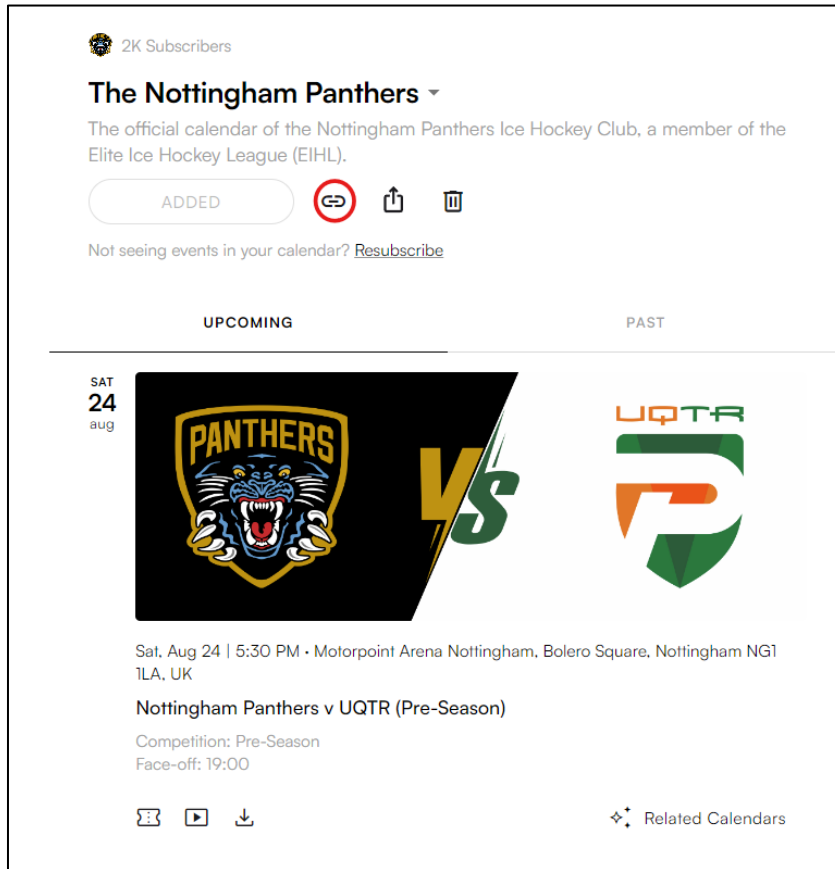 2K Subscribers
The Nottingham Panthers
The official calendar of the Nottingham Panthers Ice Hockey Club, a member of the
Elite Ice Hockey League (EIHL).
ADDED
Not seeing events in your calendar? Resubscribe
UPCOMING
PAST
SAT
24
aug
PANTHERS
VS
UQTR
Sat, Aug 24 | 5:30 PM • Motorpoint Arena Nottingham, Bolero Square, Nottingham NG1
1LA, UK
Nottingham Panthers v UQTR (Pre-Season)
Competition: Pre-Season
Face-off: 19:00
Related Calendars